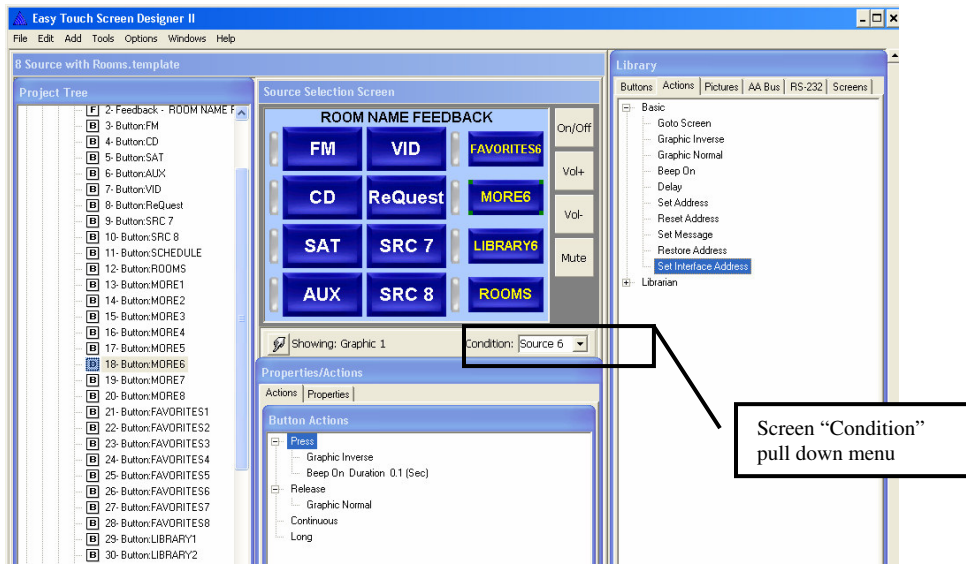 Easy Touch Screen Designer II
File Edit Add Tools Options Windows Help
8 Source with Rooms.template
Project Tree
F 2- Feedback - ROOM NAME F
B 3- Button:FM
B 4- Button:CD
B 5- Button:SAT
B 6- Button:AUX
B 7- Button:VID
B 8- Button:ReQuest
B 9- Button:SRC 7
B 10- Button:SRC 8
B 11- Button:SCHEDULE
B 12- Button:ROOMS
B 13- Button:MORE1
B 14- Button:MORE2
B 15- Button:MORE3
B 16- Button:MORE4
B 17- Button:MORE5
18- Button:MORE6
B 19- Button:MORE7
B 20- Button:MORE8
B 21- Button:FAVORITES1
B 22- Button:FAVORITES2
B 23- Button:FAVORITES3
B 24- Button:FAVORITES4
B 25- Button:FAVORITES5
B 26- Button:FAVORITES6
B 27- Button:FAVORITES7
B 28- Button:FAVORITES8
B 29- Button:LIBRARY1
B 30- Button:LIBRARY2
Source Selection Screen
ROOM NAME FEEDBACK
FM VID FAVORITES6
CD ReQuest MORE6
SAT SRC 7 LIBRARY6
AUX SRC 8 ROOMS
On/Off
Vol+
Vol-
Mute
Showing: Graphic 1 Condition: Source 6
Properties/Actions
Actions Properties
Button Actions
Press
Graphic Inverse
Beep On Duration 0.1 (Sec)
Release
Graphic Normal
Continuous
Long
Library
Buttons Actions Pictures AA Bus RS-232 Screens
Basic
Goto Screen
Graphic Inverse
Graphic Normal
Beep On
Delay
Set Address
Reset Address
Set Message
Restore Address
Set Interface Address
Librarian
Screen “Condition”
pull down menu